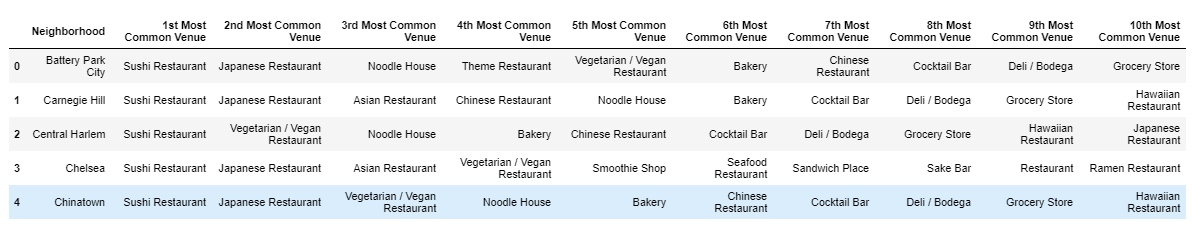 Neighborhood 1st Most Common Venue 2nd Most Common Venue 3rd Most Common Venue 4th Most Common Venue 5th Most Common Venue 6th Most Common Venue 7th Most Common Venue 8th Most Common Venue 9th Most Common Venue 10th Most Common Venue
0 Battery Park City Sushi Restaurant Japanese Restaurant Noodle House Theme Restaurant Vegetarian / Vegan Restaurant Bakery Chinese Restaurant Cocktail Bar Deli / Bodega Grocery Store
1 Carnegie Hill Sushi Restaurant Japanese Restaurant Asian Restaurant Chinese Restaurant Noodle House Bakery Cocktail Bar Deli / Bodega Grocery Store Hawaiian Restaurant
2 Central Harlem Sushi Restaurant Vegetarian / Vegan Restaurant Noodle House Bakery Chinese Restaurant Cocktail Bar Deli / Bodega Grocery Store Hawaiian Restaurant Japanese Restaurant
3 Chelsea Sushi Restaurant Japanese Restaurant Asian Restaurant Vegetarian / Vegan Restaurant Smoothie Shop Seafood Restaurant Sandwich Place Sake Bar Restaurant Ramen Restaurant
4 Chinatown Sushi Restaurant Japanese Restaurant Vegetarian / Vegan Restaurant Noodle House Bakery Chinese Restaurant Cocktail Bar Deli / Bodega Grocery Store Hawaiian Restaurant